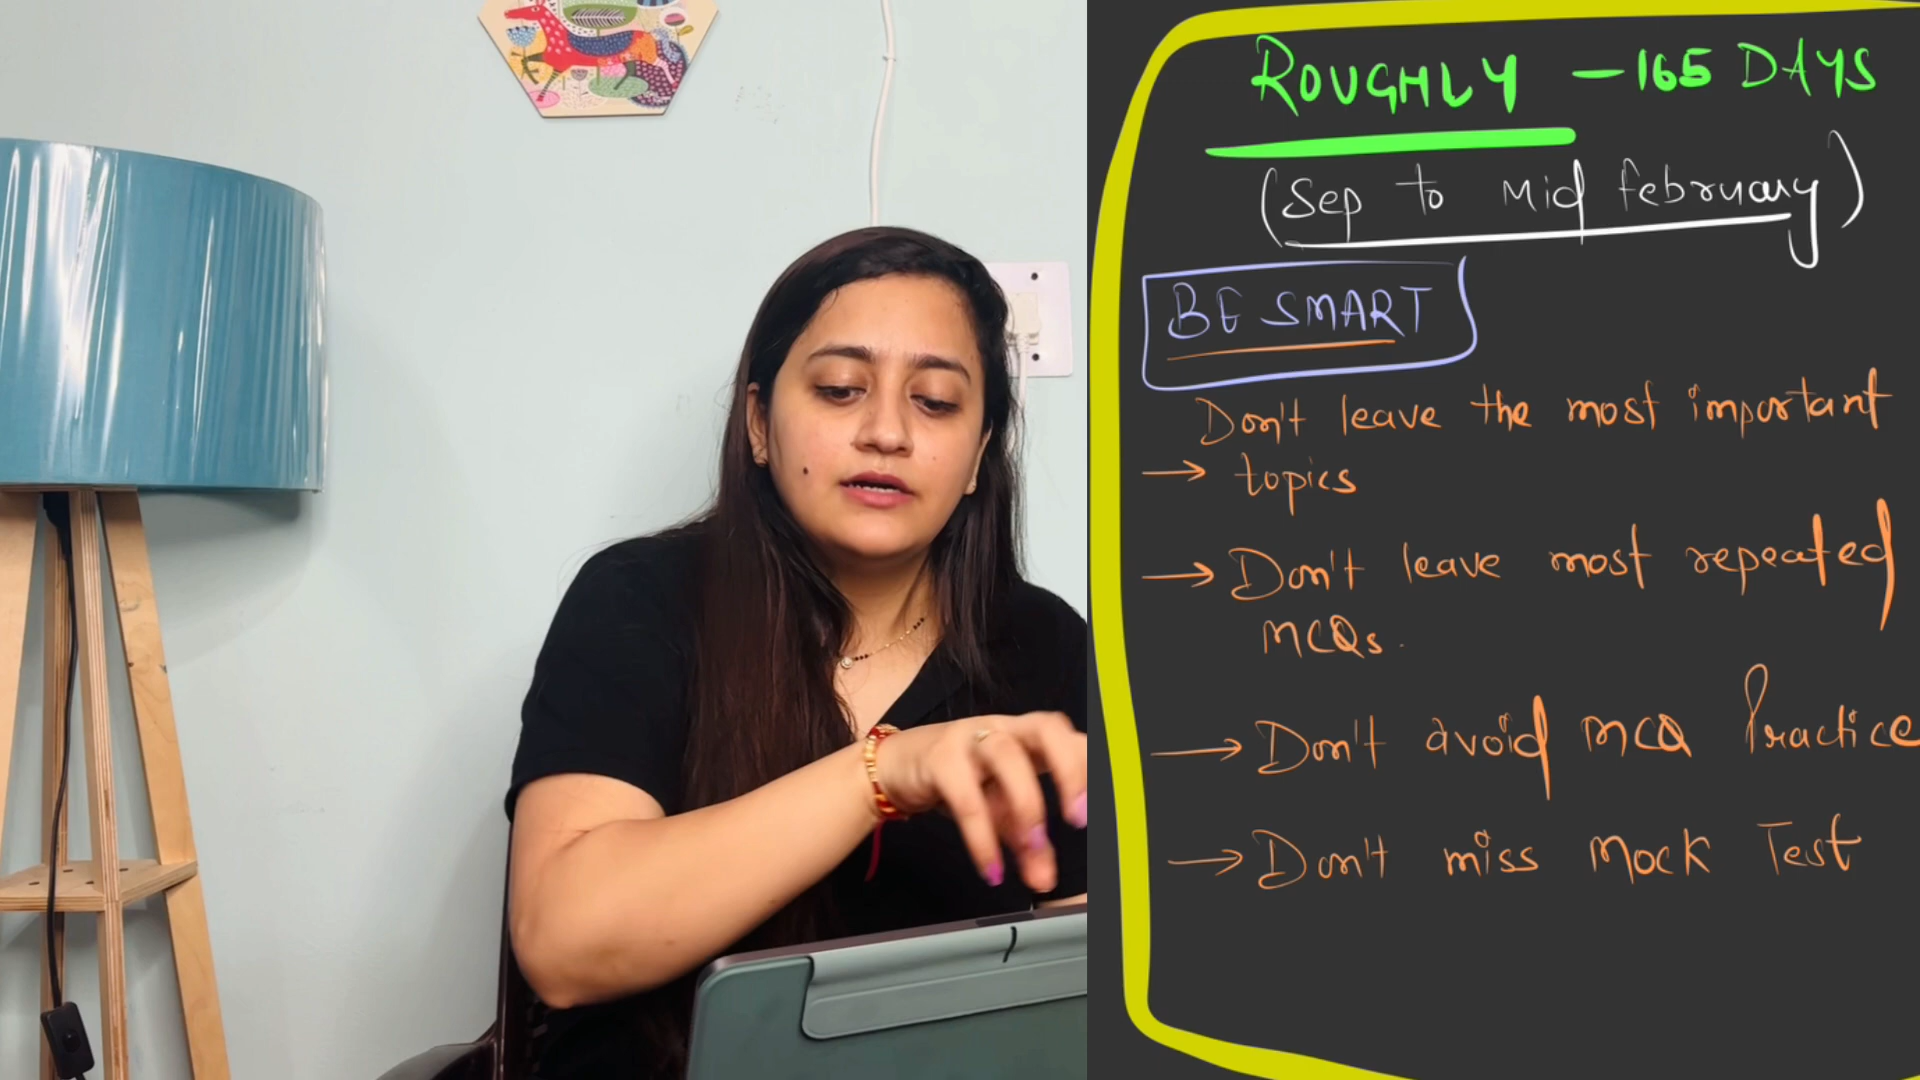 ROUGHLY - 165 DAYS
(Sep to Mid february)
BE SMART
Don't leave the most important
→ topics
→ Don't leave most repeated
MCQs.
→ Don't avoid MCQ Practice
→ Don't miss Mock Test